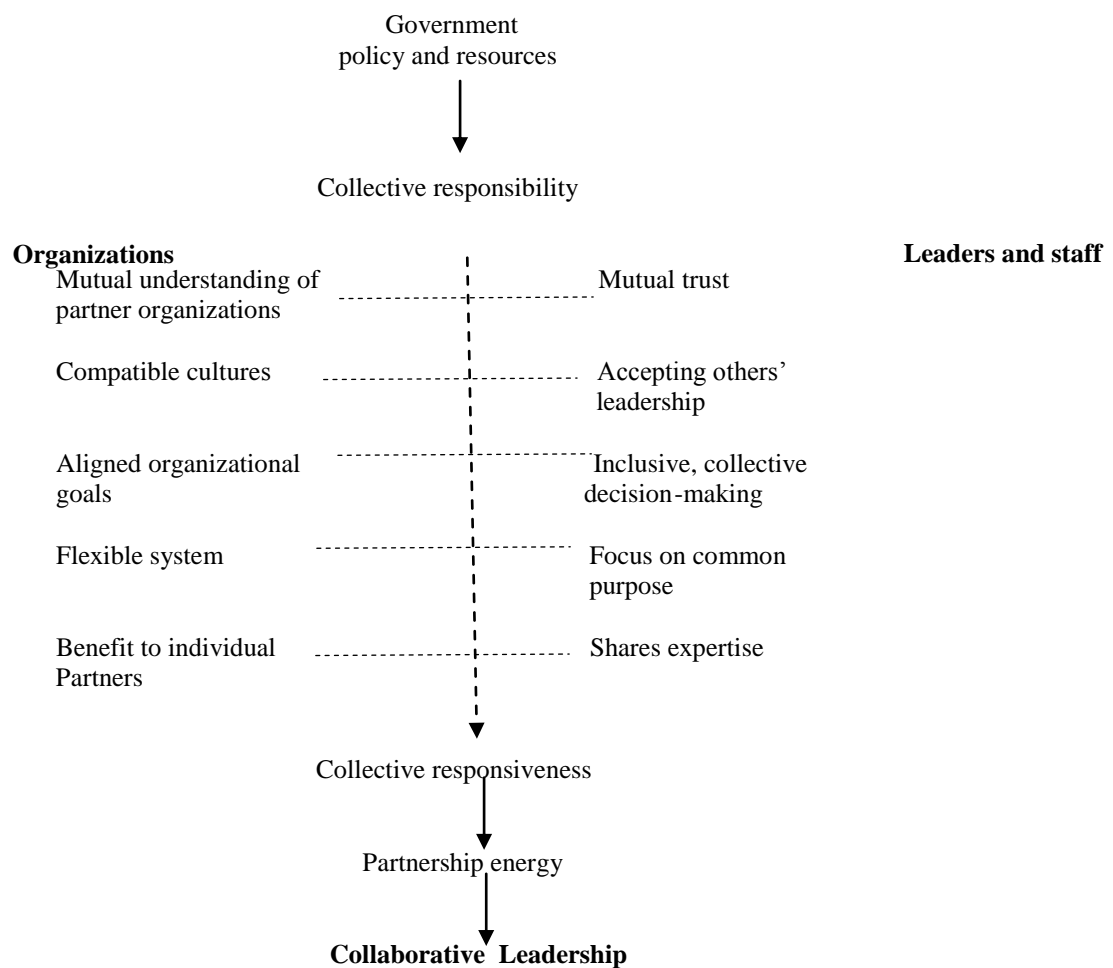 Government
policy and resources
Collective responsibility
Organizations
Leaders and staff
Mutual understanding of
partner organizations
Mutual trust
Compatible cultures
Accepting others’
leadership
Aligned organizational
goals
Inclusive, collective
decision-making
Flexible system
Focus on common
purpose
Benefit to individual
Partners
Shares expertise
Collective responsiveness
Partnership energy
Collaborative Leadership